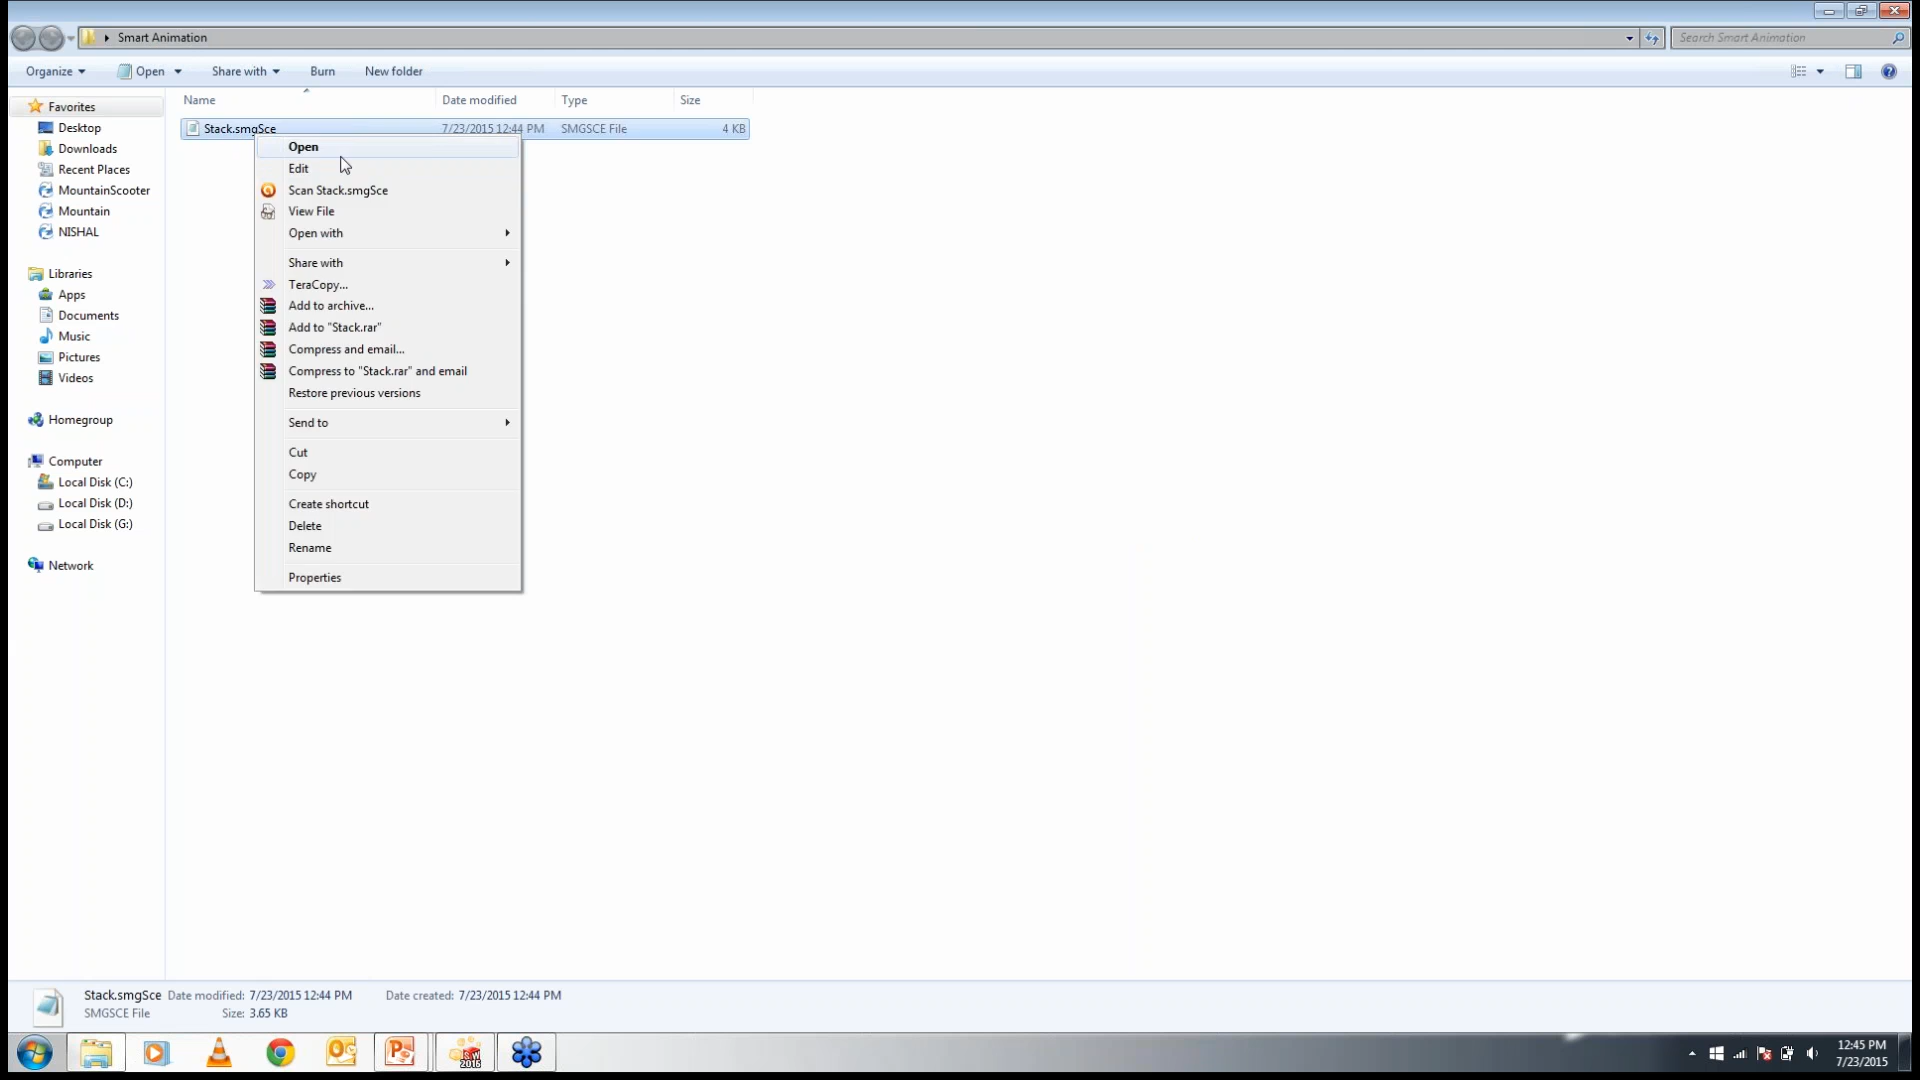 Smart Animation
Search Smart Animation
Organize Open Share with Burn New folder
Name Date modified Type Size
Stack.smgSce 7/23/2015 12:44 PM SMGSCE File 4 KB
Favorites
Desktop
Downloads
Recent Places
MountainScooter
Mountain
NISHAL
Libraries
Apps
Documents
Music
Pictures
Videos
Homegroup
Computer
Local Disk (C:)
Local Disk (D:)
Local Disk (G:)
Network
Open
Edit
Scan Stack.smgSce
View File
Open with
Share with
TeraCopy...
Add to archive...
Add to "Stack.rar"
Compress and email...
Compress to "Stack.rar" and email
Restore previous versions
Send to
Cut
Copy
Create shortcut
Delete
Rename
Properties
Stack.smgSce Date modified: 7/23/2015 12:44 PM Date created: 7/23/2015 12:44 PM
SMGSCE File Size: 3.65 KB
SW
2016
12:45 PM
7/23/2015